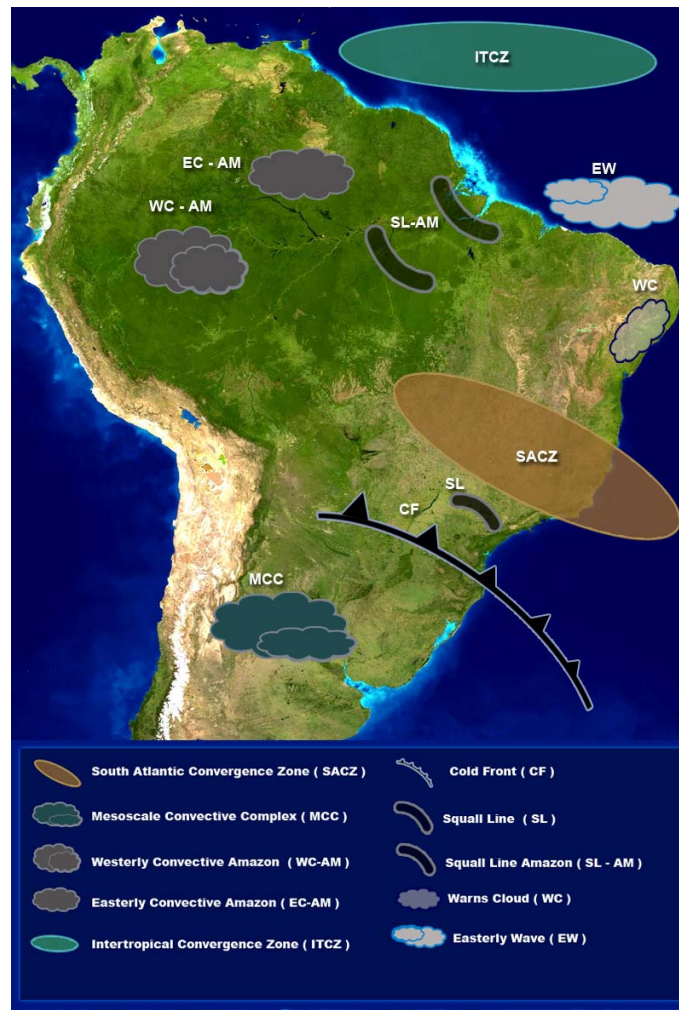 ITCZ
EC - AM
EW
WC - AM
SL-AM
WC
SACZ
SL
CF
MCC
South Atlantic Convergence Zone ( SACZ )
Cold Front ( CF )
Mesoscale Convective Complex ( MCC )
Squall Line ( SL )
Westerly Convective Amazon ( WC-AM )
Squall Line Amazon ( SL - AM )
Easterly Convective Amazon ( EC-AM )
Warns Cloud ( WC )
Intertropical Convergence Zone ( ITCZ )
Easterly Wave ( EW )